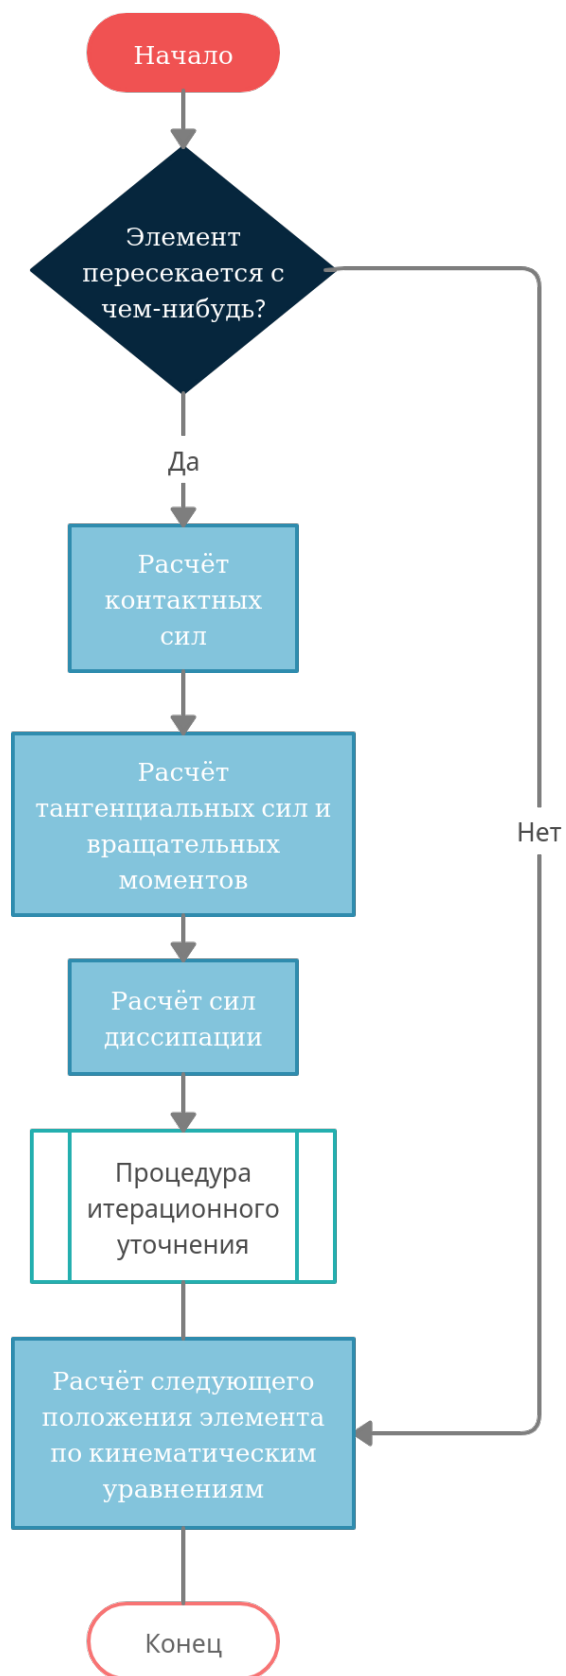 Начало
Элемент
пересекается с
чем-нибудь?
Да
Расчёт
контактных
сил
Расчёт
тангенциальных сил и
вращательных
моментов
Нет
Расчёт сил
диссипации
Процедура
итерационного
уточнения
Расчёт следующего
положения элемента
по кинематическим
уравнениям
Конец